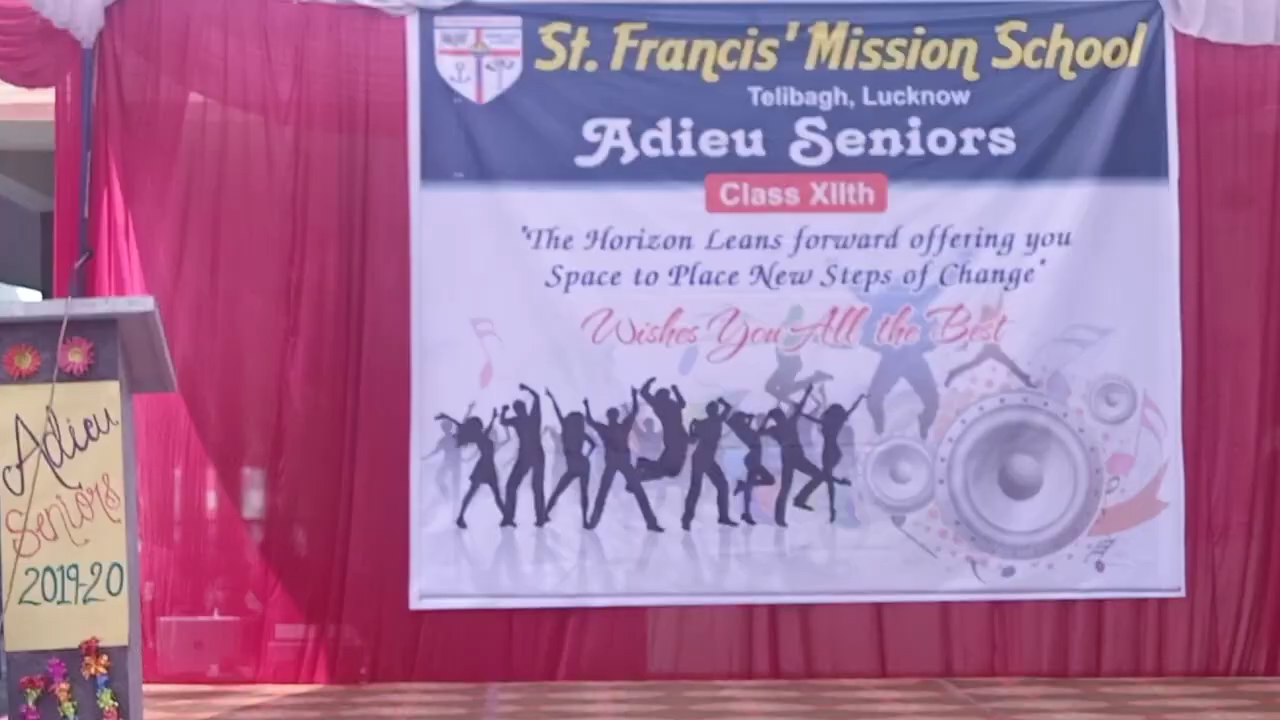 St. Francis' Mission School
Telibagh, Lucknow
Adieu Seniors
Class XIIth
"The Horizon Leans forward offering you
Space to Place New Steps of Change"
Wishes You All the Best
Adieu
Seniors
2019-20